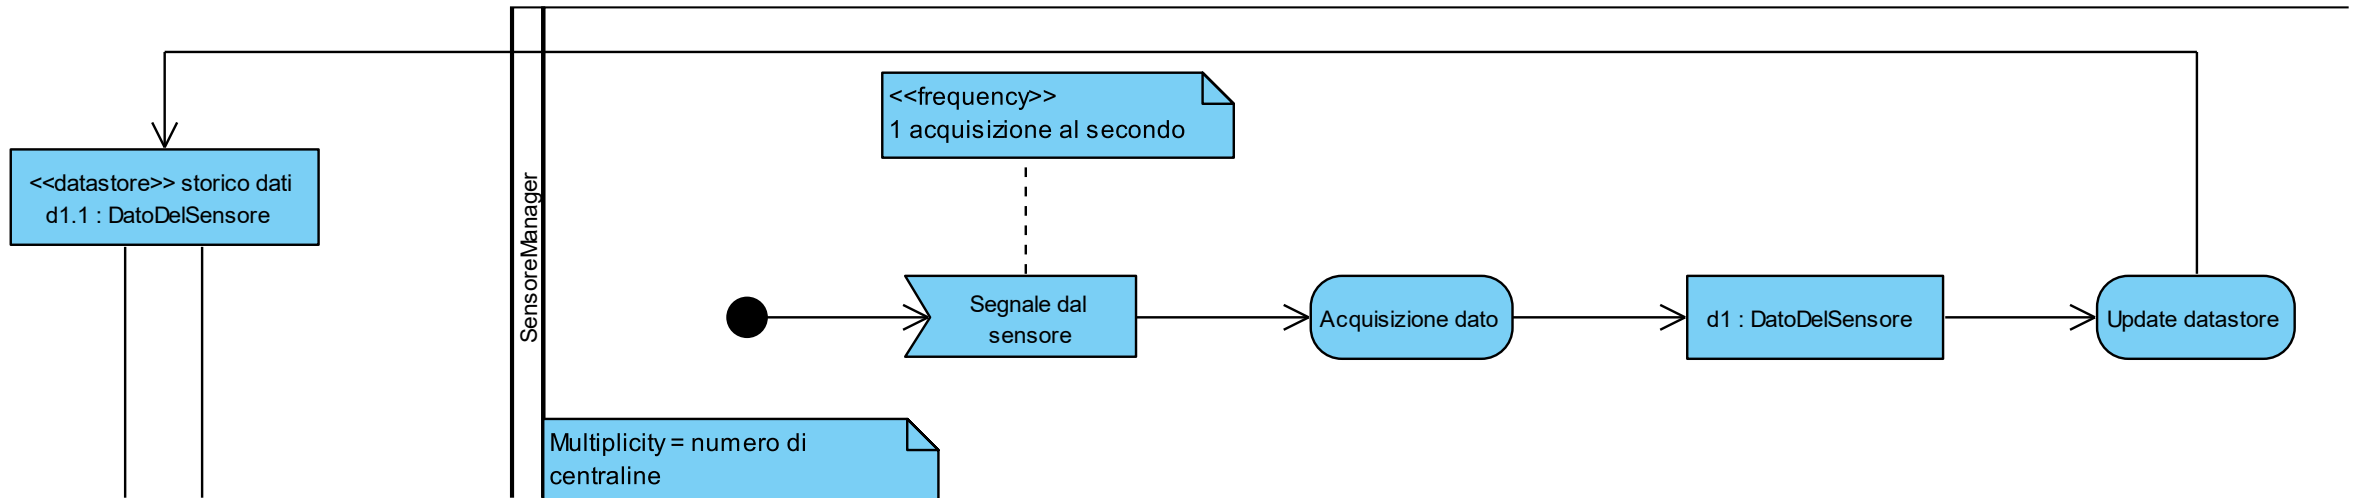 <<frequency>>
1 acquisizione al secondo
<<datastore>> storico dati
d1.1 : DatoDelSensore
SensoreManager
Segnale dal
sensore
Acquisizione dato
d1 : DatoDelSensore
Update datastore
Multiplicity = numero di
centraline